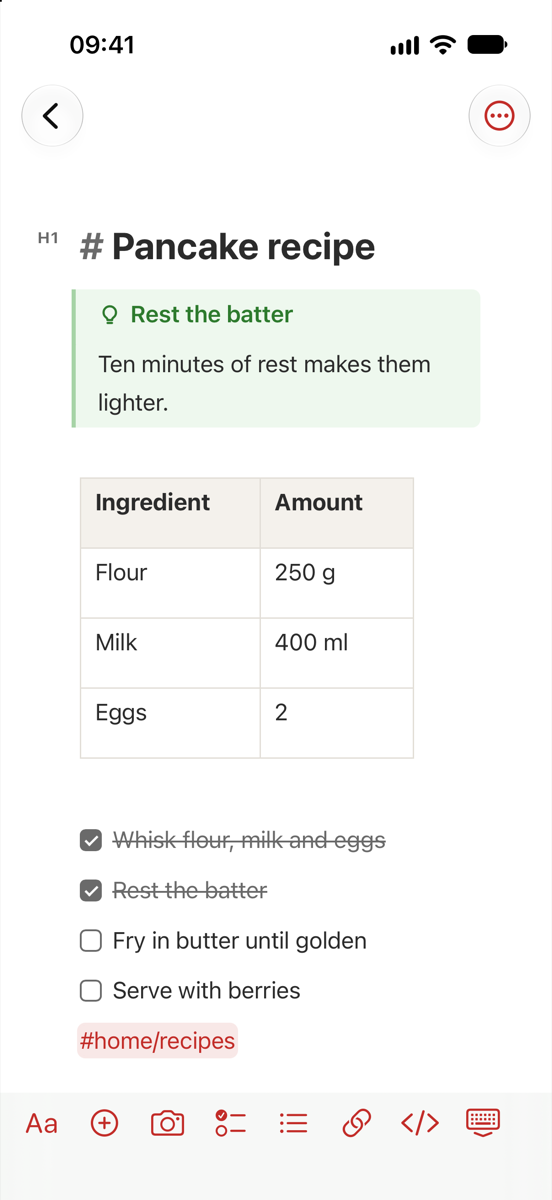 09:41
H1 # Pancake recipe
Rest the batter
Ten minutes of rest makes them
lighter.
Ingredient Amount
Flour 250 g
Milk 400 ml
Eggs 2
Whisk flour, milk and eggs
Rest the batter
Fry in butter until golden
Serve with berries
#home/recipes
Aa </>